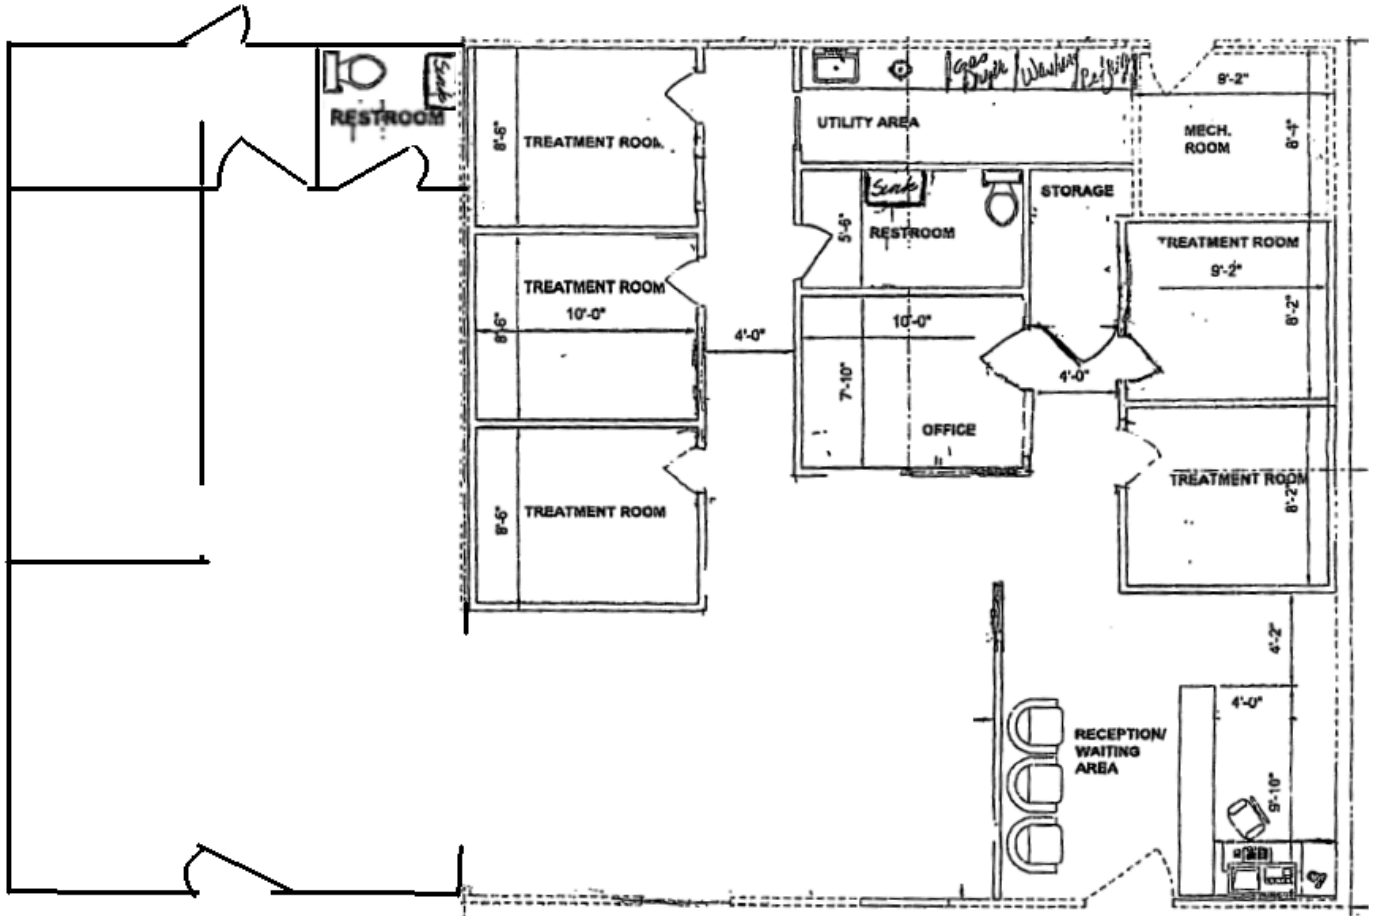 Sink
RESTROOM
8'-6"
TREATMENT ROOM
Gas
Dryer
Washer
UTILITY AREA
9'-2"
MECH.
ROOM
8'-4"
Sink
RESTROOM
5'-6"
STORAGE
TREATMENT ROOM
9'-2"
8'-2"
TREATMENT ROOM
10'-0"
8'-6"
4'-0"
10'-0"
7'-10"
OFFICE
4'-0"
TREATMENT ROOM
8'-2"
TREATMENT ROOM
8'-6"
4'-2"
4'-0"
RECEPTION/
WAITING
AREA
9'-10"